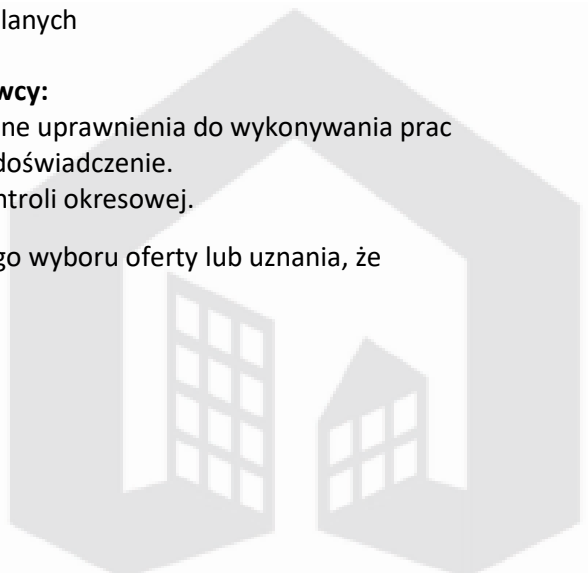 lanych
wcy:
ne uprawnienia do wykonywania prac
doświadczenie.
ntroli okresowej.
go wyboru oferty lub uznania, że